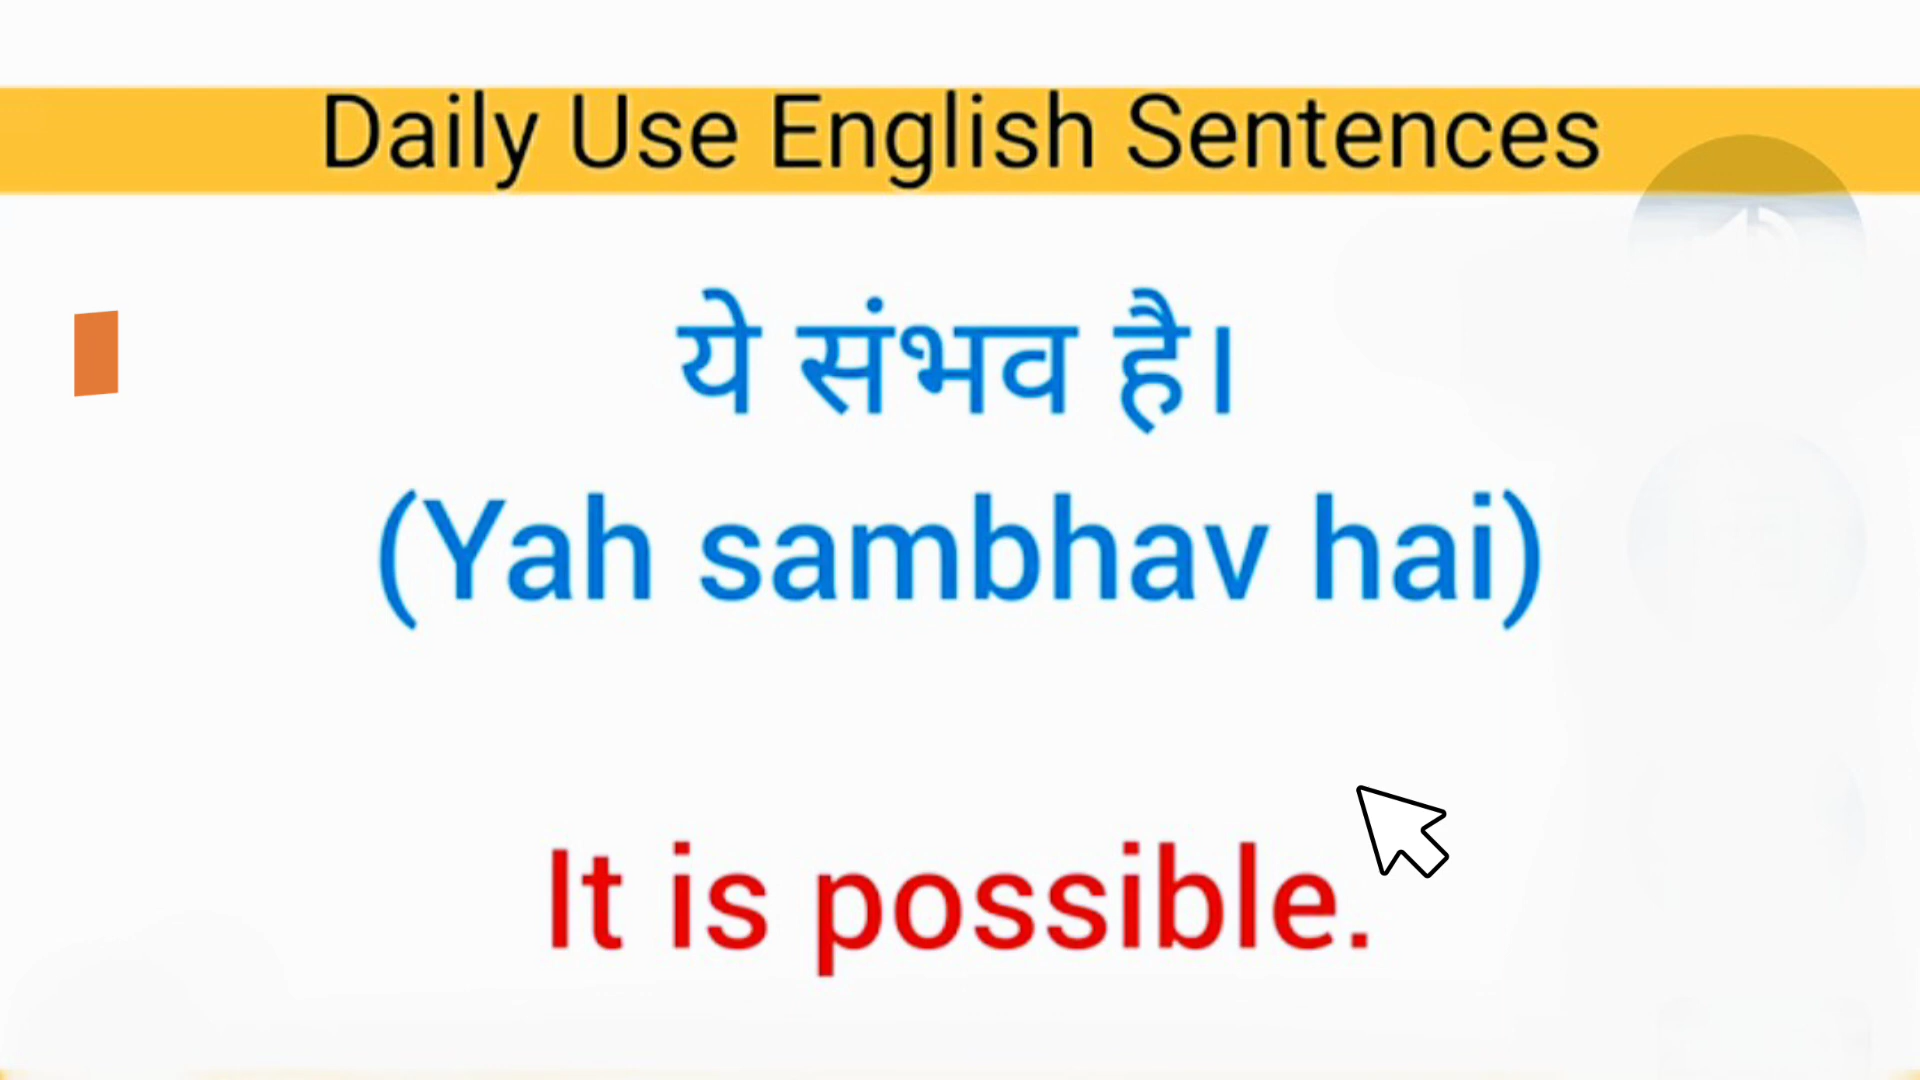 Daily Use English Sentences
ये संभव है।
(Yah sambhav hai)
It is possible.